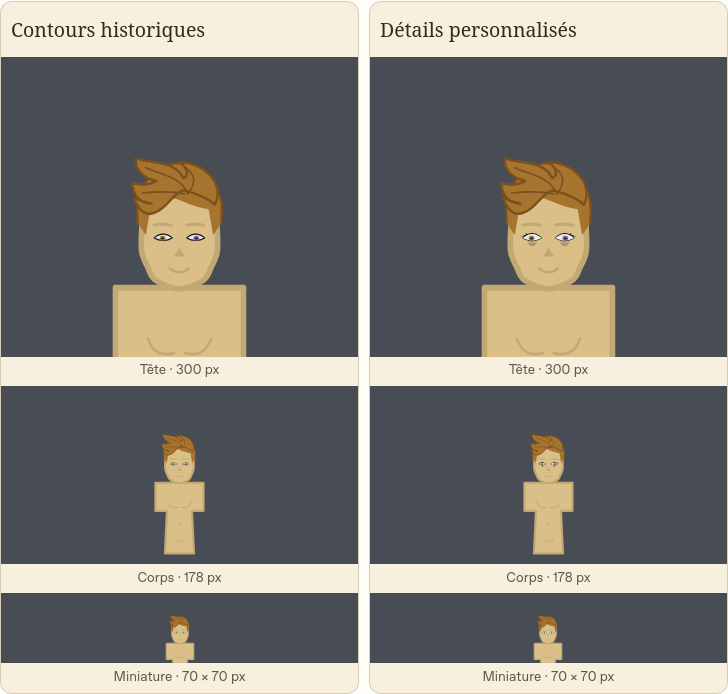 Contours historiques
Détails personnalisés
Tête · 300 px
Tête · 300 px
Corps · 178 px
Corps · 178 px
Miniature · 70 × 70 px
Miniature · 70 × 70 px